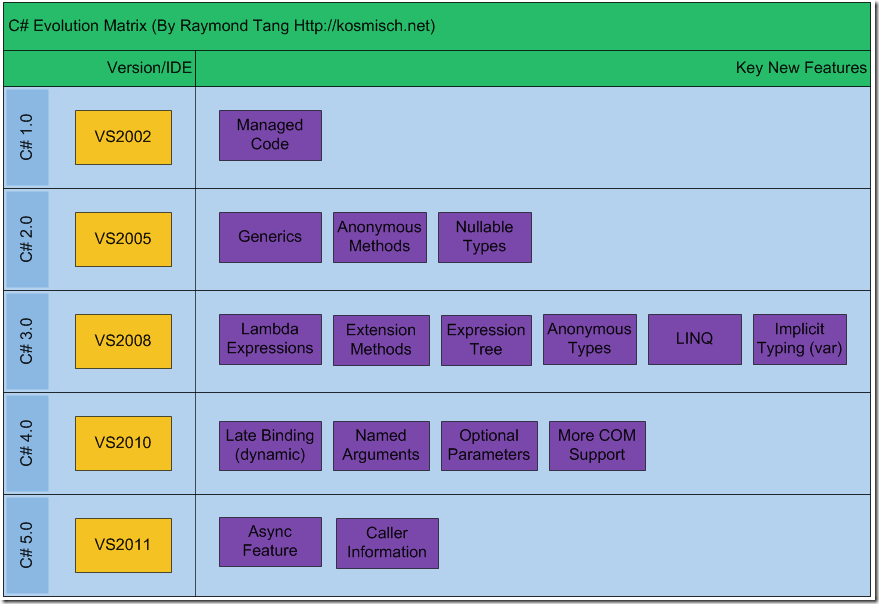 C# Evolution Matrix (By Raymond Tang Http://kosmisch.net)
Version/IDE
Key New Features
C# 1.0
VS2002
Managed
Code
C# 2.0
VS2005
Generics
Anonymous
Methods
Nullable
Types
C# 3.0
VS2008
Lambda
Expressions
Extension
Methods
Expression
Tree
Anonymous
Types
LINQ
Implicit
Typing (var)
C# 4.0
VS2010
Late Binding
(dynamic)
Named
Arguments
Optional
Parameters
More COM
Support
C# 5.0
VS2011
Async
Feature
Caller
Information